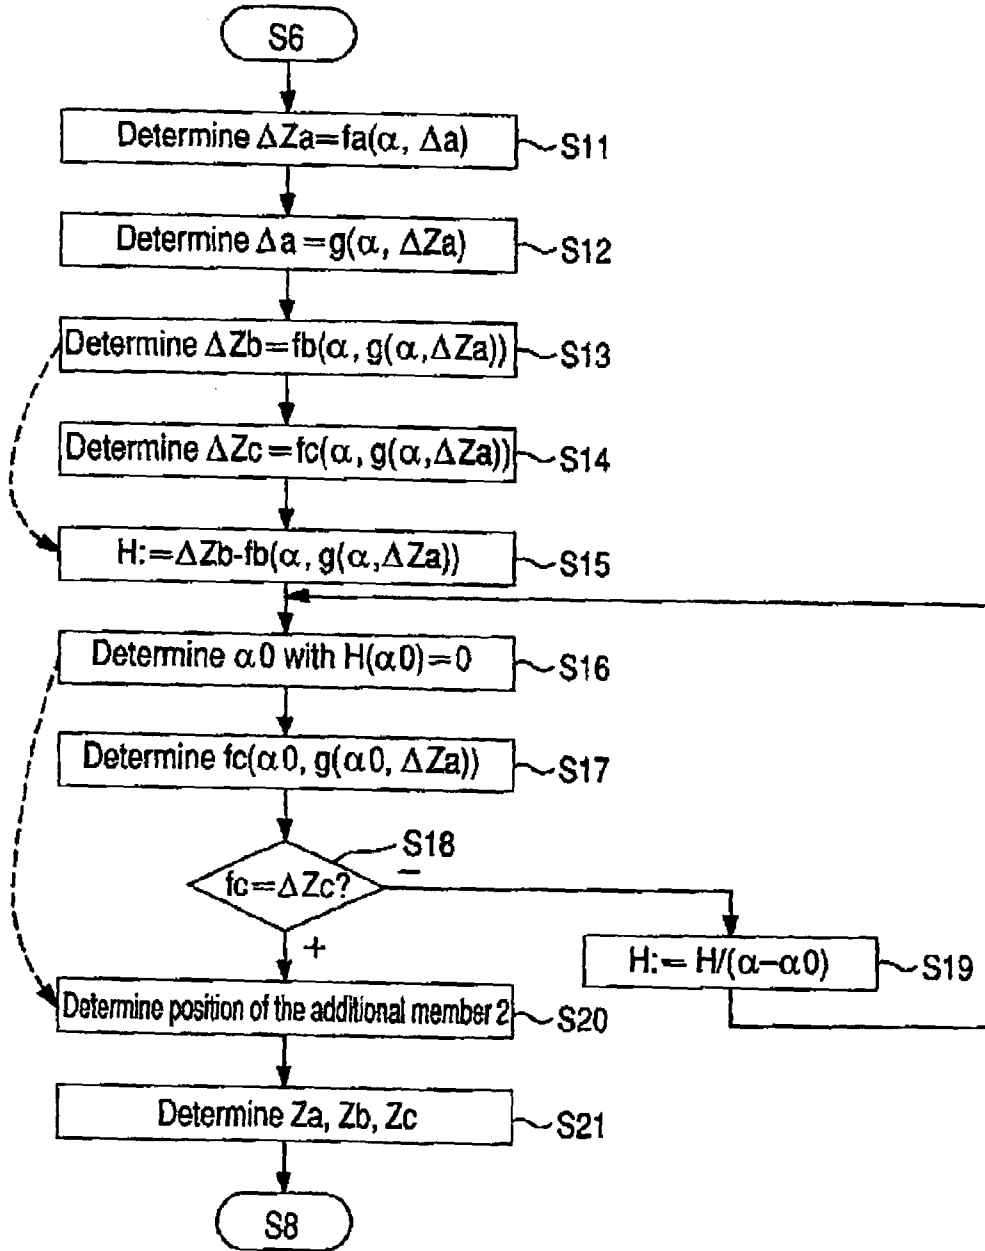 S6
Determine ΔZa=fa(α, Δa)
S11
Determine Δa=g(α, ΔZa)
S12
Determine ΔZb=fb(α, g(α,ΔZa))
S13
Determine ΔZc=fc(α, g(α,ΔZa))
S14
H:=ΔZb-fb(α, g(α,ΔZa))
S15
Determine α0 with H(α0)=0
S16
Determine fc(α0, g(α0, ΔZa))
S17
S18
fc=ΔZc?
−
+
H:= H/(α-α0)
S19
Determine position of the additional member 2
S20
Determine Za, Zb, Zc
S21
S8